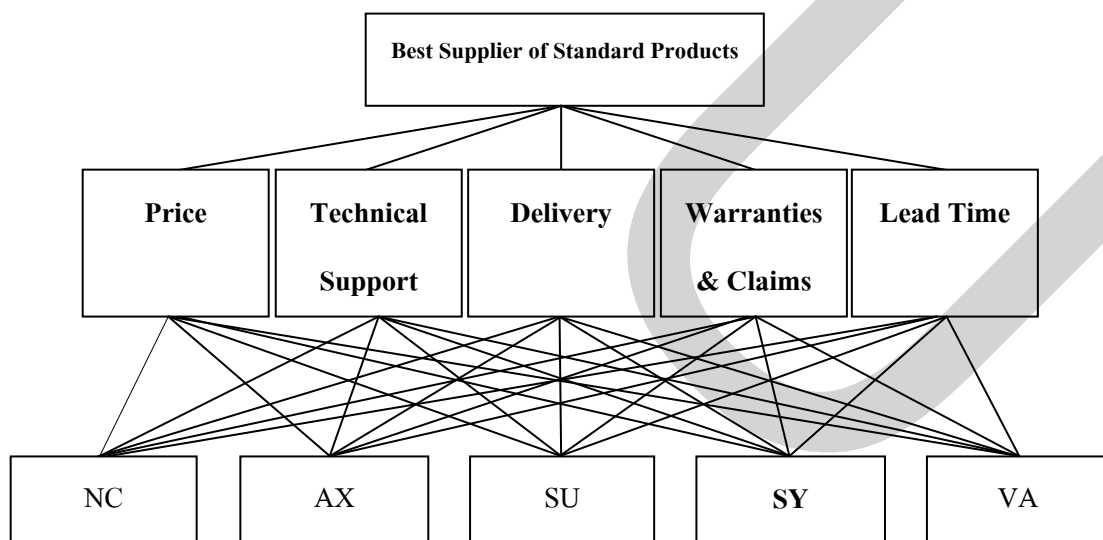 Best Supplier of Standard Products
Price
Technical
Support
Delivery
Warranties
& Claims
Lead Time
NC
AX
SU
SY
VA